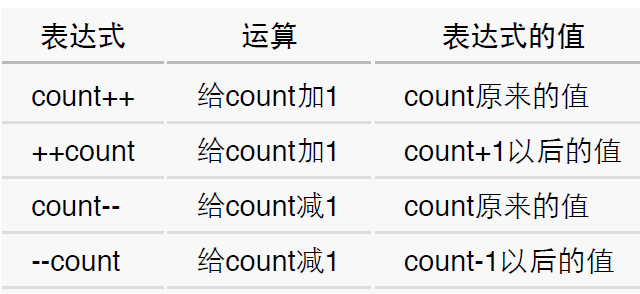 表达式 运算 表达式的值
count++ 给count加1 count原来的值
++count 给count加1 count+1以后的值
count-- 给count减1 count原来的值
--count 给count减1 count-1以后的值